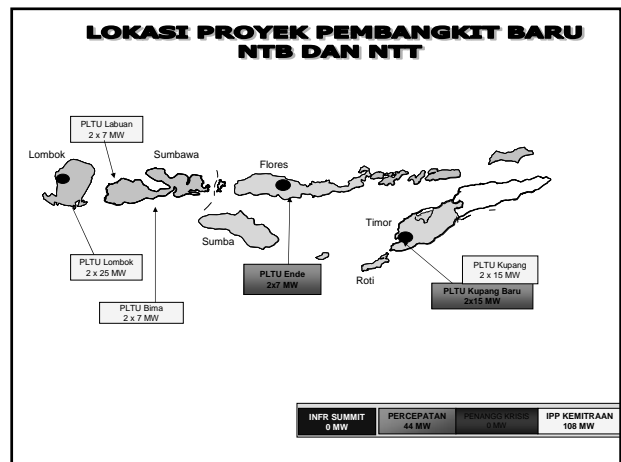 LOKASI PROYEK PEMBANGKIT BARU
NTB DAN NTT
PLTU Labuan
2 x 7 MW
Lombok
Sumbawa
Flores
Timor
Sumba
Roti
PLTU Lombok
2 x 25 MW
PLTU Bima
2 x 7 MW
PLTU Ende
2x7 MW
PLTU Kupang
2 x 15 MW
PLTU Kupang Baru
2x15 MW
INFR SUMMIT
0 MW
PERCEPATAN
44 MW
PENANGG KRISIS
0 MW
IPP KEMITRAAN
108 MW